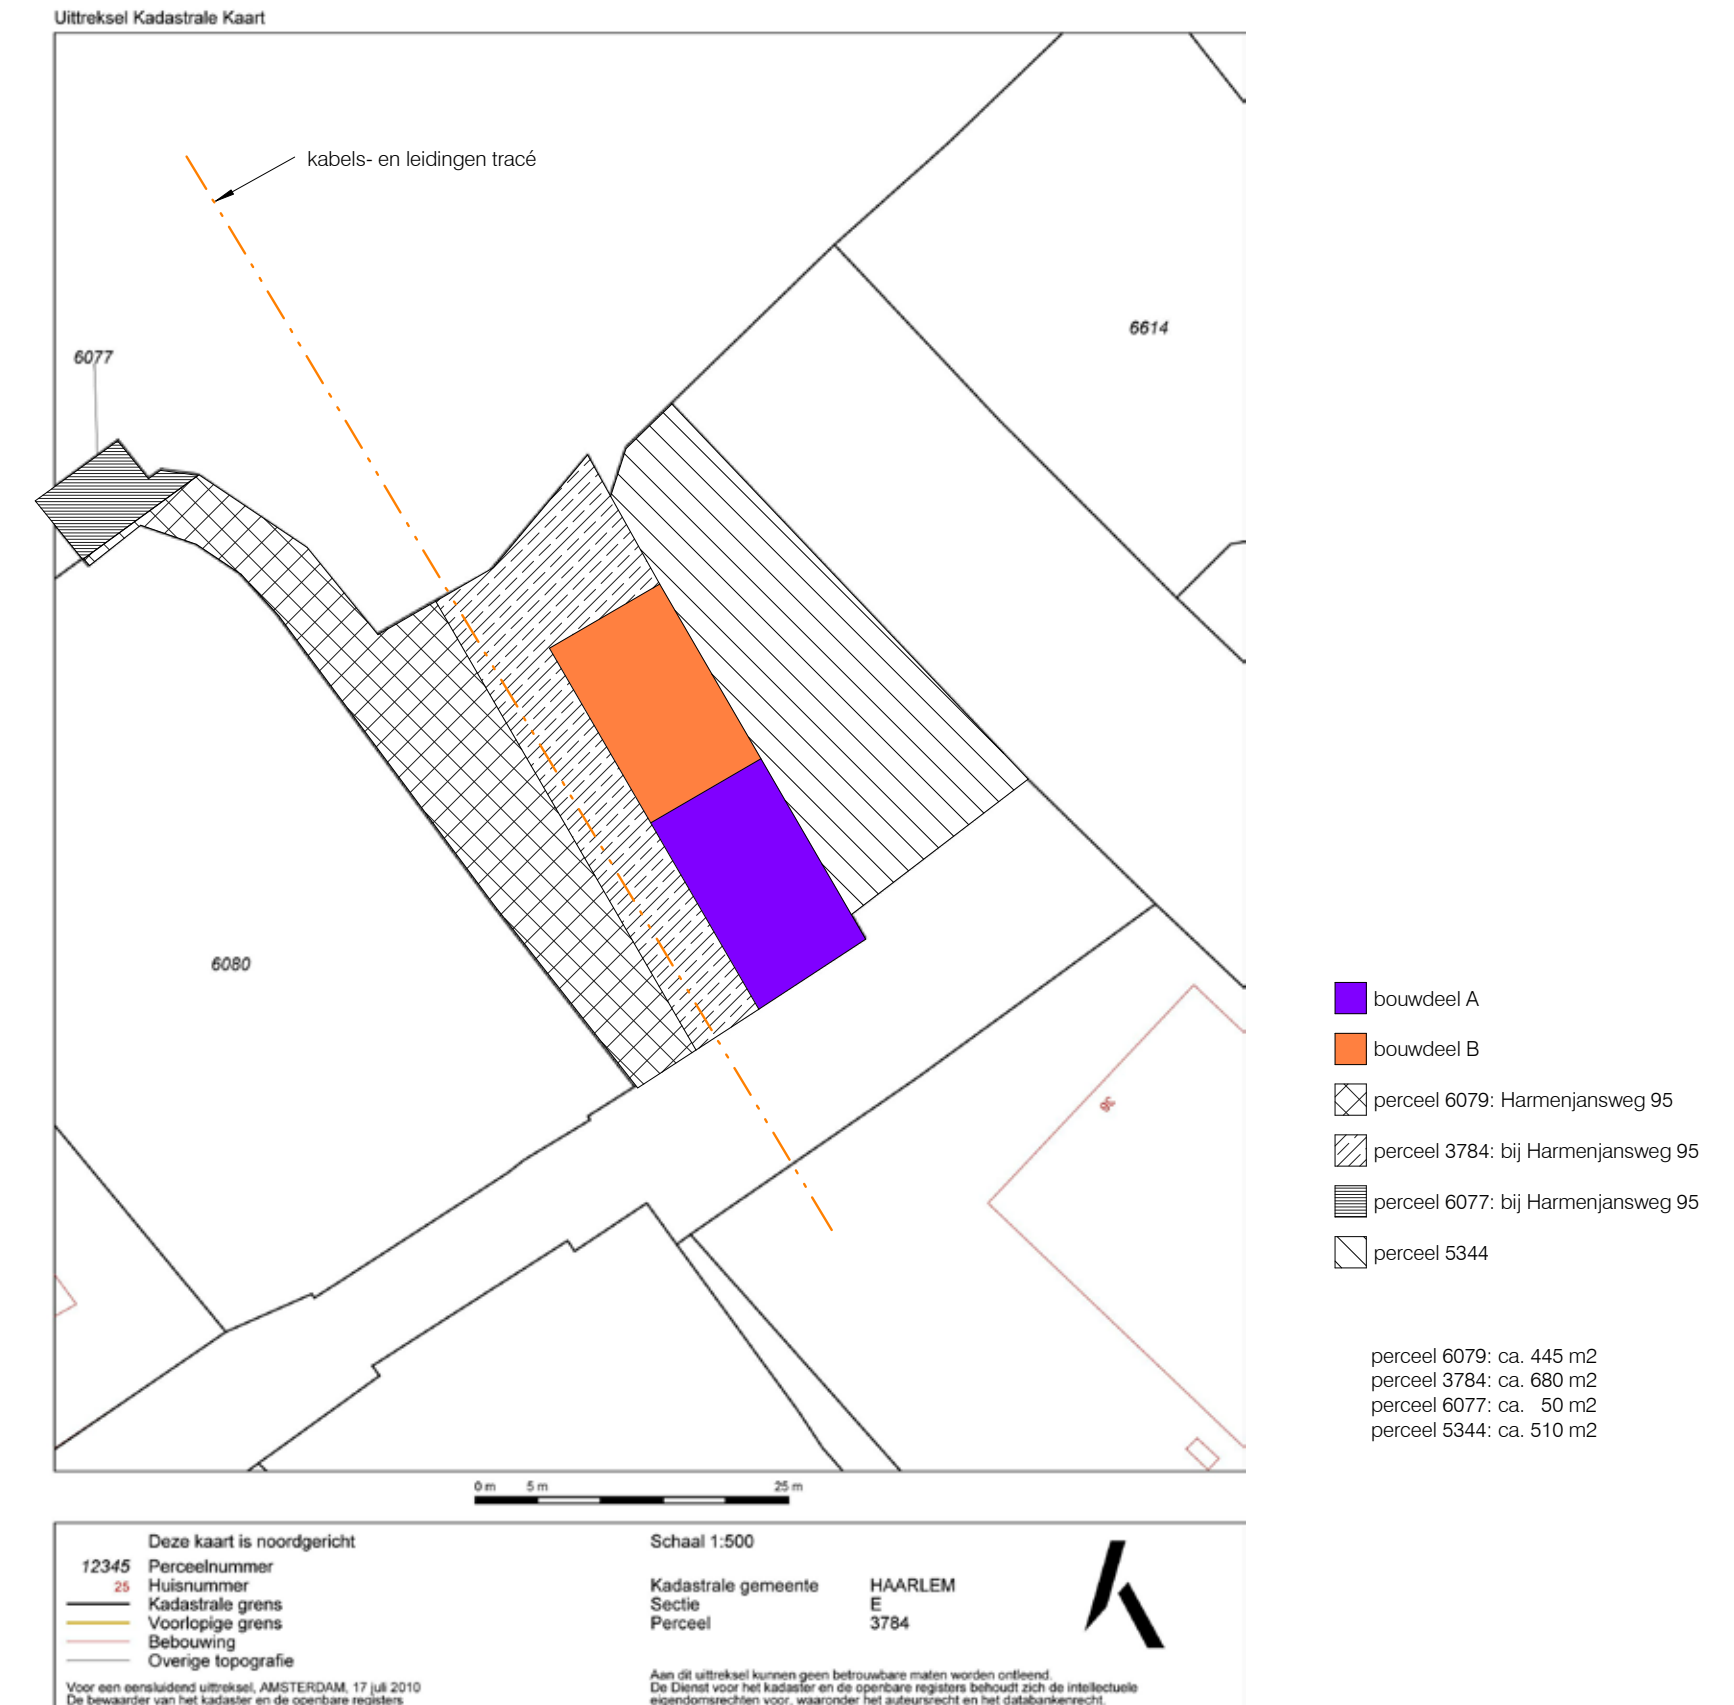 Uittreksel Kadastrale Kaart
kabels- en leidingen tracé
6614
6077
6080
36
bouwdeel A
bouwdeel B
perceel 6079: Harmenjansweg 95
perceel 3784: bij Harmenjansweg 95
perceel 6077: bij Harmenjansweg 95
perceel 5344
perceel 6079: ca. 445 m2
perceel 3784: ca. 680 m2
perceel 6077: ca. 50 m2
perceel 5344: ca. 510 m2
0 m 5 m 25 m
Deze kaart is noordgericht
12345 Perceelnummer
25 Huisnummer
Kadastrale grens
Voorlopige grens
Bebouwing
Overige topografie
Voor een eensluidend uittreksel, AMSTERDAM, 17 juli 2010
De bewaarder van het kadaster en de openbare registers
Schaal 1:500
Kadastrale gemeente HAARLEM
Sectie E
Perceel 3784
Aan dit uittreksel kunnen geen betrouwbare maten worden ontleend.
De Dienst voor het kadaster en de openbare registers behoudt zich de intellectuele
eigendomsrechten voor, waaronder het auteursrecht en het databankenrecht.